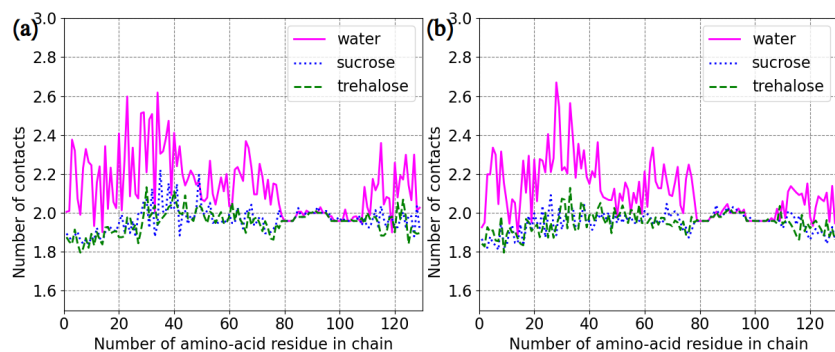 (a)
Number of contacts
3.0
2.8
2.6
2.4
2.2
2.0
1.8
1.6
water
sucrose
trehalose
0 20 40 60 80 100 120
Number of amino-acid residue in chain
(b)
Number of contacts
3.0
2.8
2.6
2.4
2.2
2.0
1.8
1.6
water
sucrose
trehalose
0 20 40 60 80 100 120
Number of amino-acid residue in chain